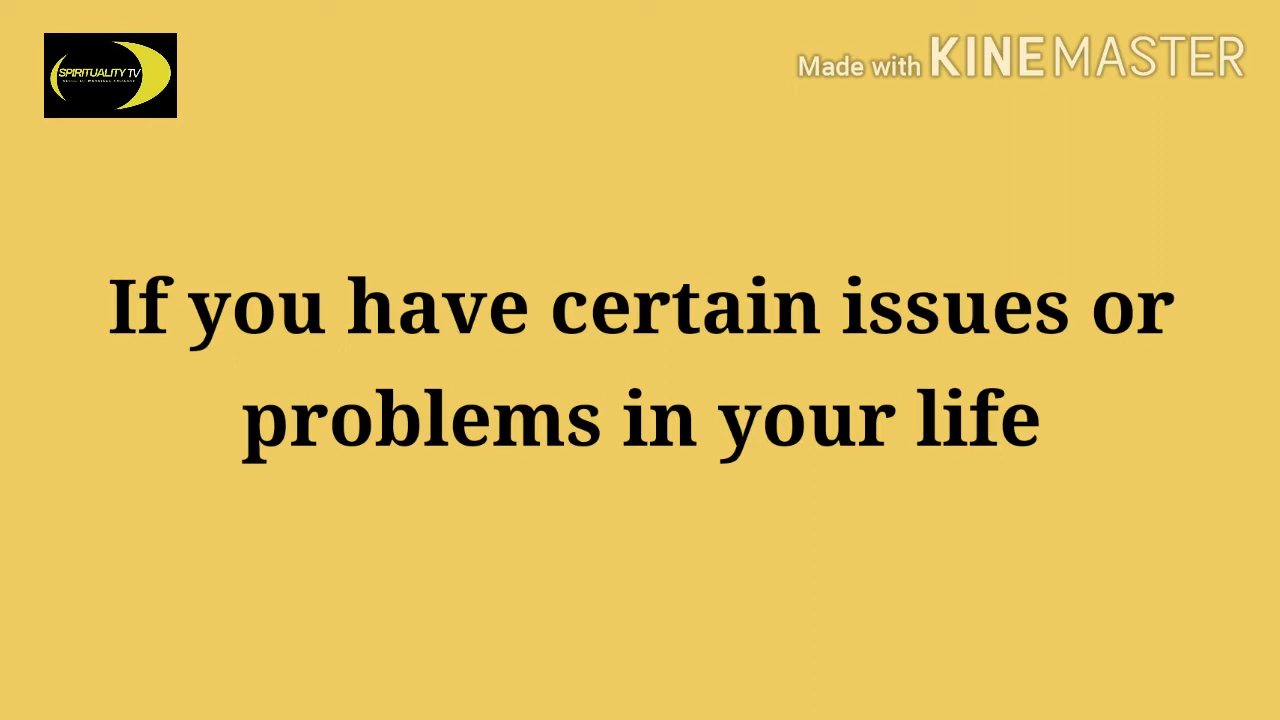 SPIRITUALITY TV
Made with KINEMASTER
If you have certain issues or
problems in your life